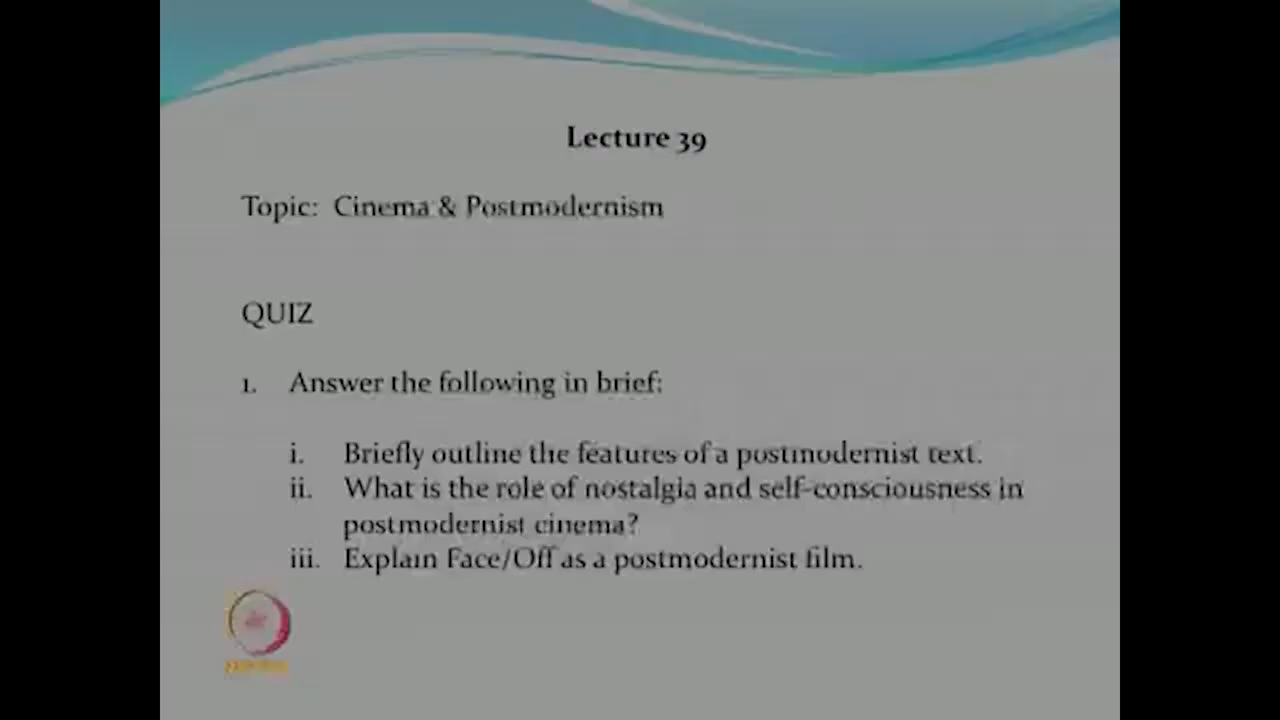 Lecture 39
Topic: Cinema & Postmodernism
QUIZ
1. Answer the following in brief:
i. Briefly outline the features of a postmodernist text.
ii. What is the role of nostalgia and self-consciousness in
postmodernist cinema?
iii. Explain Face/Off as a postmodernist film.